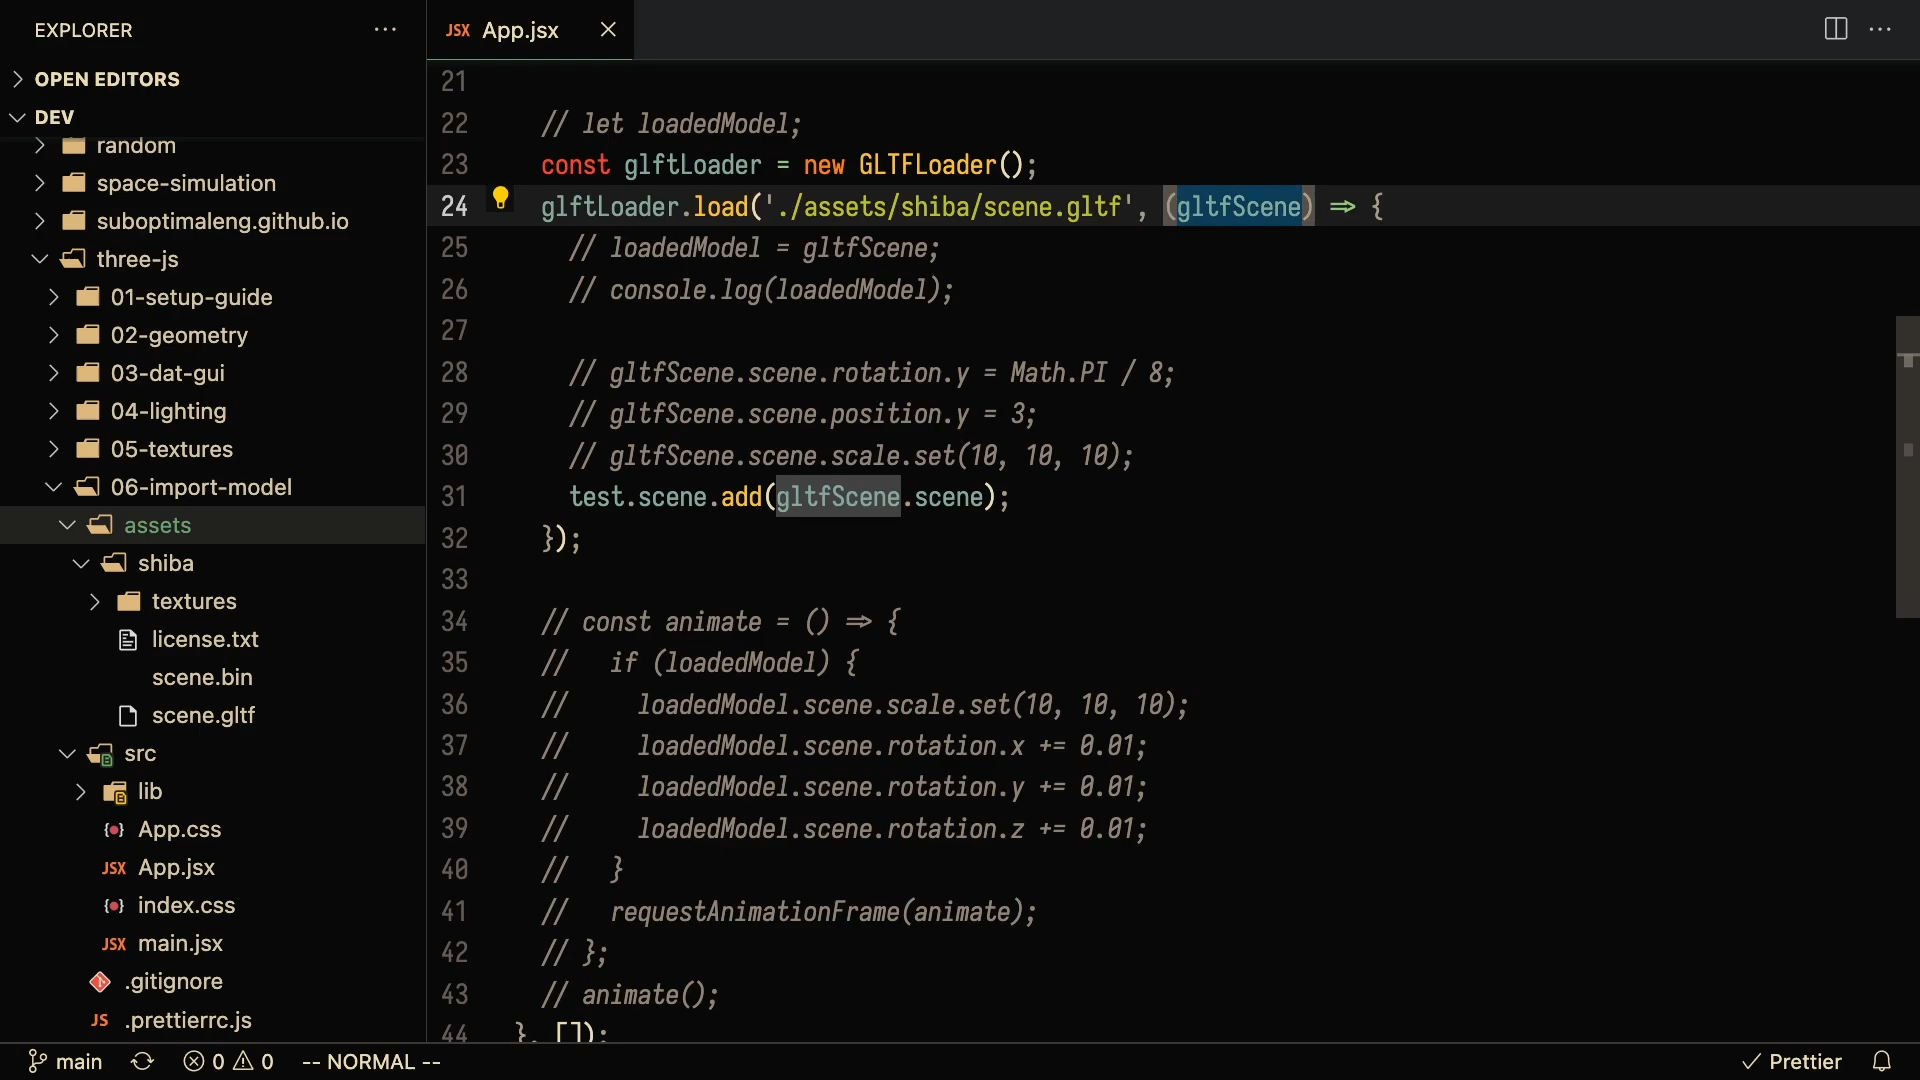 EXPLORER
OPEN EDITORS
DEV
random
space-simulation
suboptimaleng.github.io
three-js
01-setup-guide
02-geometry
03-dat-gui
04-lighting
05-textures
06-import-model
assets
shiba
textures
license.txt
scene.bin
scene.gltf
src
lib
App.css
JSX App.jsx
index.css
JSX main.jsx
.gitignore
JS .prettierrc.js
JSX App.jsx
21
22 // let loadedModel;
23 const glftLoader = new GLTFLoader();
24 glftLoader.load('./assets/shiba/scene.gltf', (gltfScene) => {
25 // loadedModel = gltfScene;
26 // console.log(loadedModel);
27
28 // gltfScene.scene.rotation.y = Math.PI / 8;
29 // gltfScene.scene.position.y = 3;
30 // gltfScene.scene.scale.set(10, 10, 10);
31 test.scene.add(gltfScene.scene);
32 });
33
34 // const animate = () => {
35 // if (loadedModel) {
36 // loadedModel.scene.scale.set(10, 10, 10);
37 // loadedModel.scene.rotation.x += 0.01;
38 // loadedModel.scene.rotation.y += 0.01;
39 // loadedModel.scene.rotation.z += 0.01;
40 // }
41 // requestAnimationFrame(animate);
42 // };
43 // animate();
44 }, []);
main 0 0 -- NORMAL -- Prettier